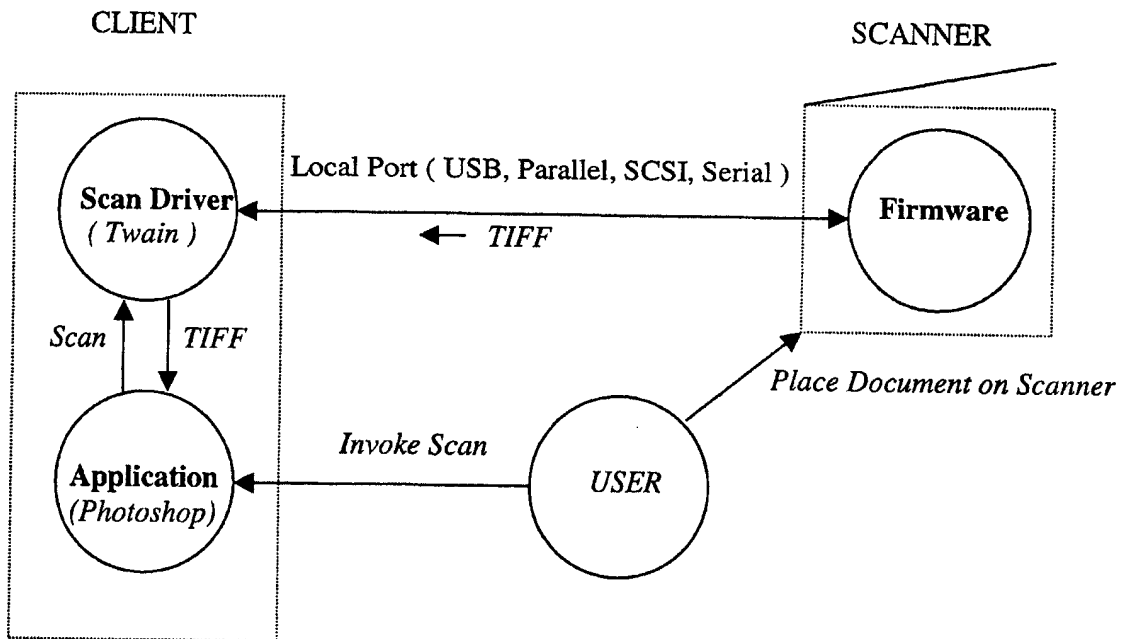 CLIENT
SCANNER
Local Port ( USB, Parallel, SCSI, Serial )
Scan Driver
( Twain )
Firmware
TIFF
Scan
TIFF
Place Document on Scanner
Invoke Scan
Application
(Photoshop)
USER